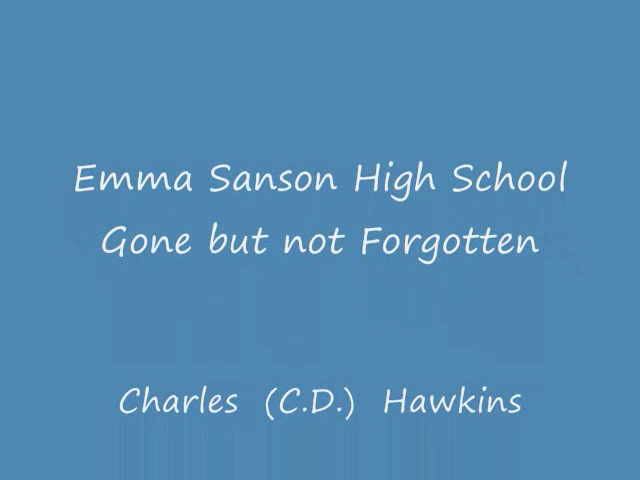 Emma Sanson High School
Gone but not Forgotten
Charles (C.D.) Hawkins